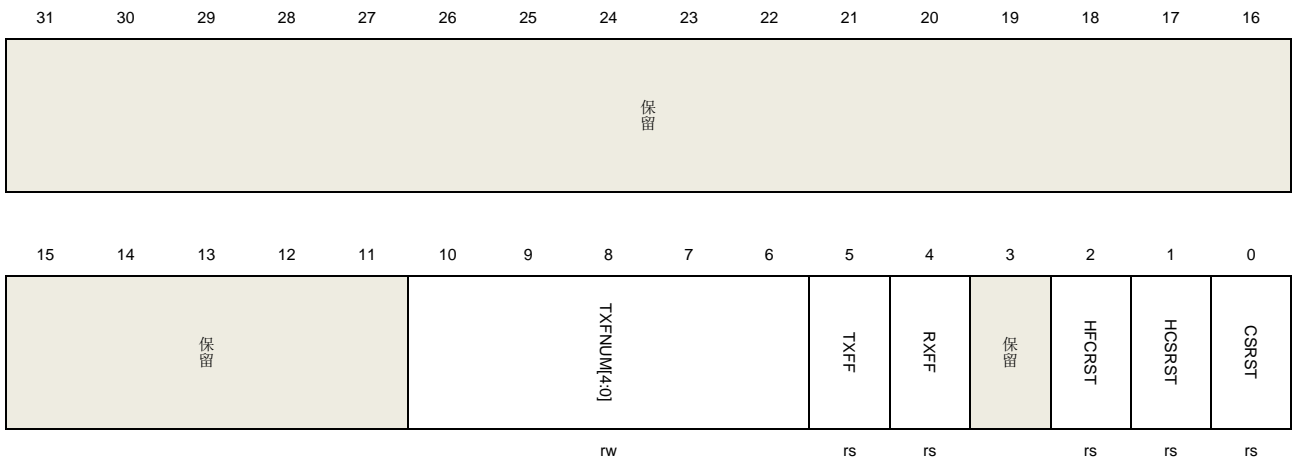 31 30 29 28 27 26 25 24 23 22 21 20 19 18 17 16
保留
15 14 13 12 11 10 9 8 7 6 5 4 3 2 1 0
保留 TXFNUM[4:0] TXFF RXFF 保留 HFCRST HCSRST CSRST
rw rs rs rs rs rs